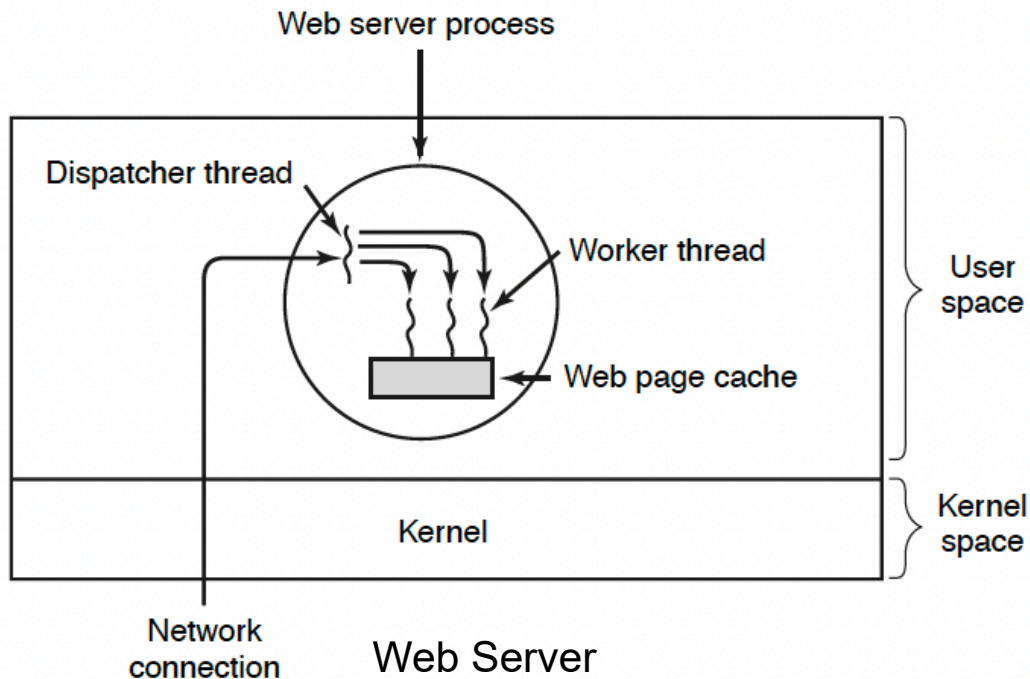 Web server process
Dispatcher thread
Worker thread
User
space
Web page cache
Kernel
Kernel
space
Network
connection
Web Server